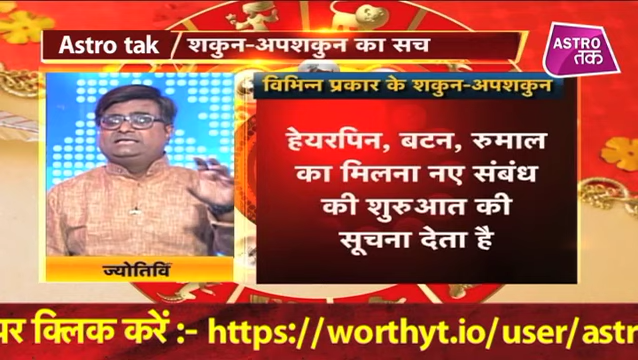 Astro tak शकुन-अपशकुन का सच
ASTRO
तक
विभिन्न प्रकार के शकुन-अपशकुन
हेयरपिन, बटन, रुमाल
का मिलना नए संबंध
की शुरुआत की
सूचना देता है
ज्योतिर्वि
पर क्लिक करें :- https://worthyt.io/user/astr